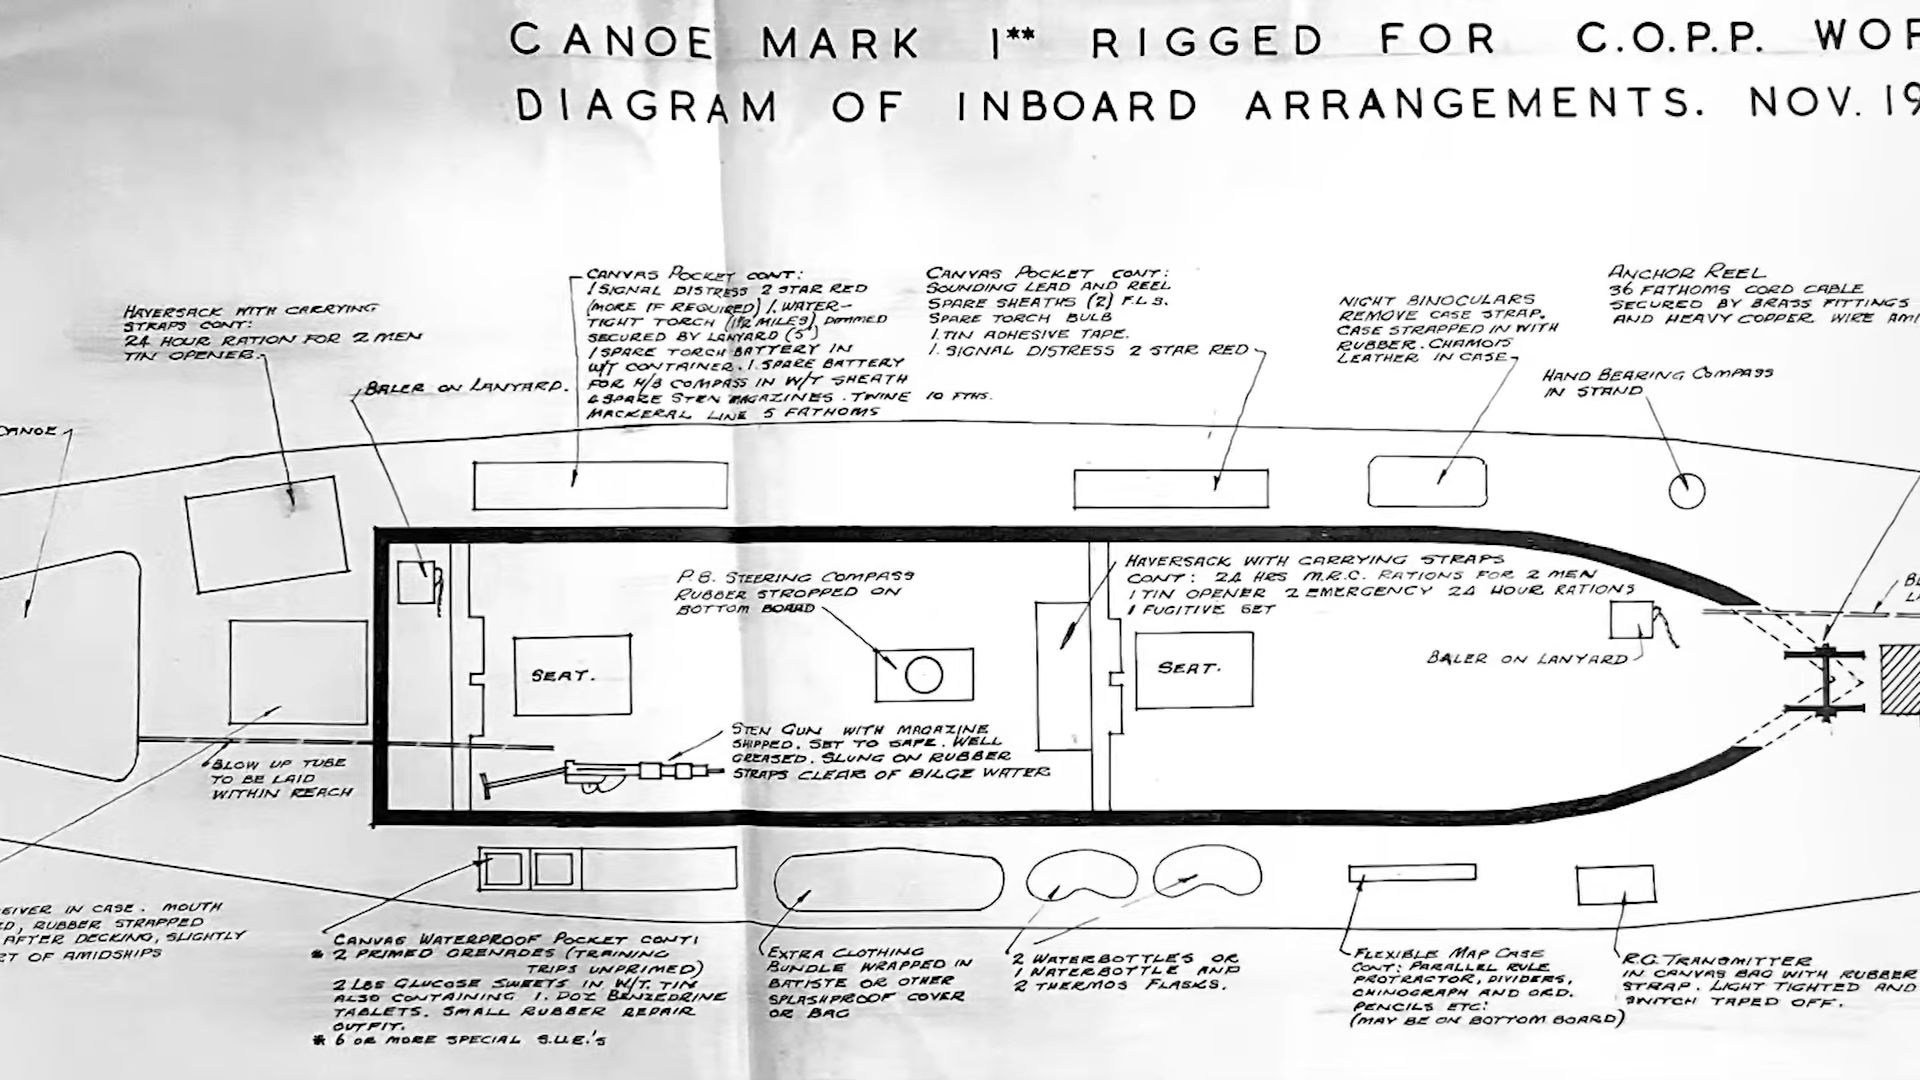 CANOE MARK 1** RIGGED FOR C.O.P.P.
DIAGRAM OF INBOARD ARRANGEMENTS. NOV. 19
HAVERSACK WITH CARRYING
STRAPS CONT:
24 HOUR RATION FOR 2 MEN
TIN OPENER.
BALER ON LANYARD.
CANVAS POCKET CONT:
1 SIGNAL DISTRESS 2 STAR RED
(MORE IF REQUIRED) 1. WATER-
TIGHT TORCH (1½ MILES) DIMMED
SECURED BY LANYARD (5')
1 SPARE TORCH BATTERY IN
W/T CONTAINER. 1. SPARE BATTERY
FOR H/B COMPASS IN W/T SHEATH
4 SPARE STEN MAGAZINES. TWINE 10 FTHS.
MACKERAL LINE 5 FATHOMS
CANVAS POCKET CONT:
SOUNDING LEAD AND REEL
SPARE SHEATHS (2) F.L.S.
SPARE TORCH BULB
1. TIN ADHESIVE TAPE.
1. SIGNAL DISTRESS 2 STAR RED
NIGHT BINOCULARS
REMOVE CASE STRAP.
CASE STRAPPED IN WITH
RUBBER. CHAMOIS
LEATHER IN CASE
ANCHOR REEL
36 FATHOMS CORD CABLE
SECURED BY BRASS FITTINGS
AND HEAVY COPPER WIRE
HAND BEARING COMPASS
IN STAND
CANOE
P.8. STEERING COMPASS
RUBBER STROPPED ON
BOTTOM BOARD
HAVERSACK WITH CARRYING STRAPS
CONT: 24 HRS M.R.C. RATIONS FOR 2 MEN
1 TIN OPENER 2 EMERGENCY 24 HOUR RATIONS
1 FUGITIVE SET
SEAT.
SEAT.
BALER ON LANYARD
STEN GUN WITH MAGAZINE
SHIPPED. SET TO SAFE. WELL
GREASED. SLUNG ON RUBBER
STRAPS CLEAR OF BILGE WATER
BLOW UP TUBE
TO BE LAID
WITHIN REACH
EIVER IN CASE. MOUTH
ED, RUBBER STRAPPED
AFTER DECKING, SLIGHTLY
RT OF AMIDSHIPS
CANVAS WATERPROOF POCKET CONT:
* 2 PRIMED GRENADES (TRAINING
TRIPS UNPRIMED)
2 LBS GLUCOSE SWEETS IN W/T. TIN
ALSO CONTAINING 1. DOZ BENZEDRINE
TABLETS. SMALL RUBBER REPAIR
OUTFIT.
* 6 OR MORE SPECIAL S.U.E.'S
EXTRA CLOTHING
BUNDLE WRAPPED IN
BATISTE OR OTHER
SPLASHPROOF COVER
OR BAG
2 WATERBOTTLES OR
1 WATERBOTTLE AND
2 THERMOS FLASKS.
FLEXIBLE MAP CASE
CONT: PARALLEL RULE
PROTRACTOR, DIVIDERS,
CHINOGRAPH AND ORD.
PENCILS ETC:
(MAY BE ON BOTTOM BOARD)
R.G. TRANSMITTER
IN CANVAS BAG WITH RUBBER
STRAP. LIGHT TIGHTED AND
SWITCH TAPED OFF.